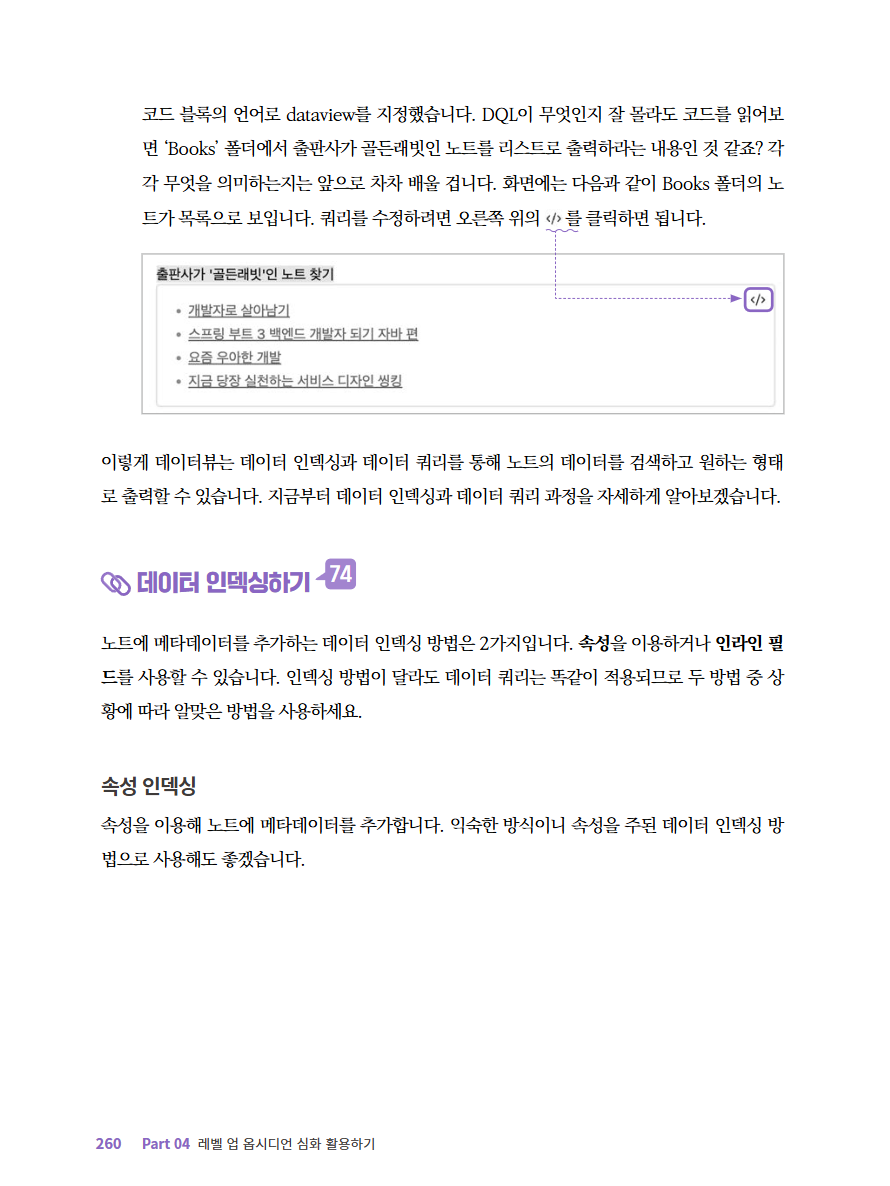 코드 블록의 언어로 dataview를 지정했습니다. DQL이 무엇인지 잘 몰라도 코드를 읽어보
면 ‘Books’ 폴더에서 출판사가 골든래빗인 노트를 리스트로 출력하라는 내용인 것 같죠? 각
각 무엇을 의미하는지는 앞으로 차차 배울 겁니다. 화면에는 다음과 같이 Books 폴더의 노
트가 목록으로 보입니다. 쿼리를 수정하려면 오른쪽 위의 </> 를 클릭하면 됩니다.
출판사가 '골든래빗'인 노트 찾기
</>
• 개발자로 살아남기
• 스프링 부트 3 백엔드 개발자 되기 자바 편
• 요즘 우아한 개발
• 지금 당장 실천하는 서비스 디자인 씽킹
이렇게 데이터뷰는 데이터 인덱싱과 데이터 쿼리를 통해 노트의 데이터를 검색하고 원하는 형태
로 출력할 수 있습니다. 지금부터 데이터 인덱싱과 데이터 쿼리 과정을 자세하게 알아보겠습니다.
데이터 인덱싱하기 74
노트에 메타데이터를 추가하는 데이터 인덱싱 방법은 2가지입니다. 속성을 이용하거나 인라인 필
드를 사용할 수 있습니다. 인덱싱 방법이 달라도 데이터 쿼리는 똑같이 적용되므로 두 방법 중 상
황에 따라 알맞은 방법을 사용하세요.
속성 인덱싱
속성을 이용해 노트에 메타데이터를 추가합니다. 익숙한 방식이니 속성을 주된 데이터 인덱싱 방
법으로 사용해도 좋겠습니다.
260 Part 04 레벨 업 옵시디언 심화 활용하기